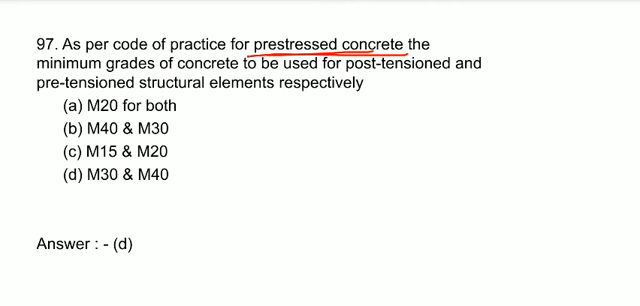 97. As per code of practice for prestressed concrete the
minimum grades of concrete to be used for post-tensioned and
pre-tensioned structural elements respectively
(a) M20 for both
(b) M40 & M30
(c) M15 & M20
(d) M30 & M40
Answer : - (d)